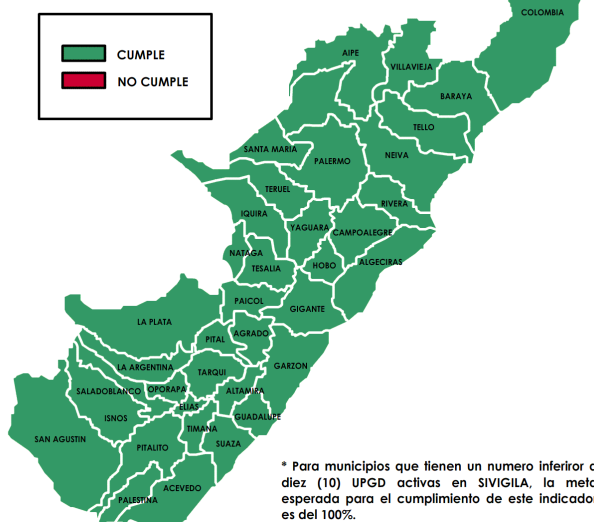 COLOMBIA
CUMPLE
NO CUMPLE
AIPE
VILLAVIEJA
BARAYA
TELLO
SANTA MARIA
PALERMO
NEIVA
TERUEL
RIVERA
IQUIRA
YAGUARA
CAMPOALEGRE
NATAGA
TESALIA
HOBO
ALGECIRAS
PAICOL
GIGANTE
LA PLATA
PITAL
AGRADO
LA ARGENTINA
TARQUI
GARZON
SALADOBLANCO
OPORAPA
ALTAMIRA
ELIAS
ISNOS
GUADALUPE
TIMANA
SAN AGUSTIN
PITALITO
SUAZA
ACEVEDO
PALESTINA
* Para municipios que tienen un numero inferiror a
diez (10) UPGD activas en SIVIGILA, la meta
esperada para el cumplimiento de este indicador
es del 100%.